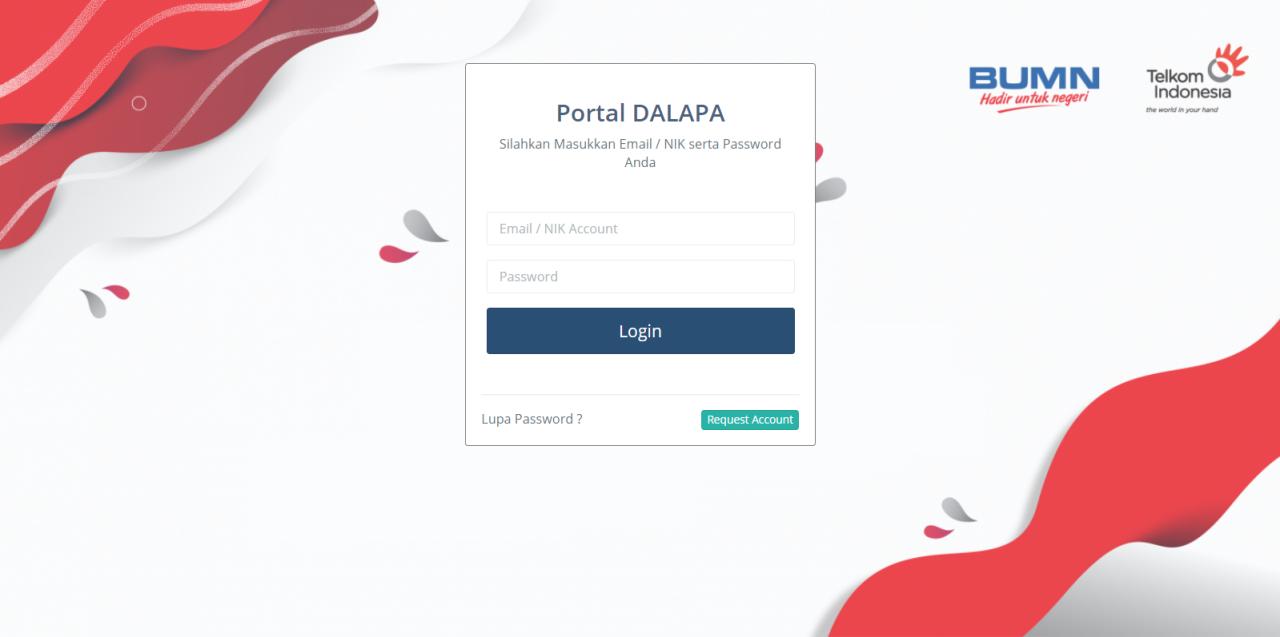 BUMN
Hadir untuk negeri
Telkom
Indonesia
the world in your hand
Portal DALAPA
Silahkan Masukkan Email / NIK serta Password
Anda
Email / NIK Account
Password
Login
Lupa Password ?
Request Account